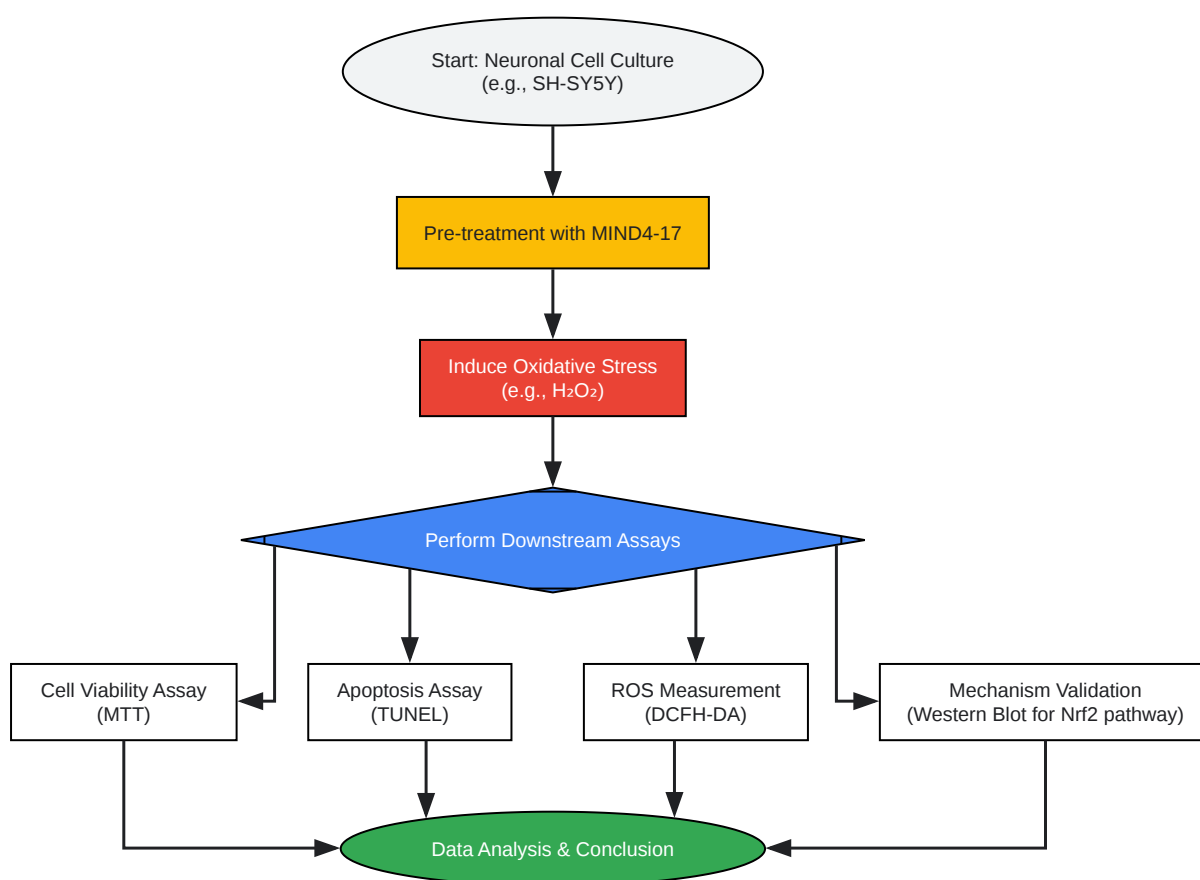 Start: Neuronal Cell Culture
(e.g., SH-SY5Y)
Pre-treatment with MIND4-17
Induce Oxidative Stress
(e.g., H₂O₂)
Perform Downstream Assays
Cell Viability Assay
(MTT)
Apoptosis Assay
(TUNEL)
ROS Measurement
(DCFH-DA)
Mechanism Validation
(Western Blot for Nrf2 pathway)
Data Analysis & Conclusion